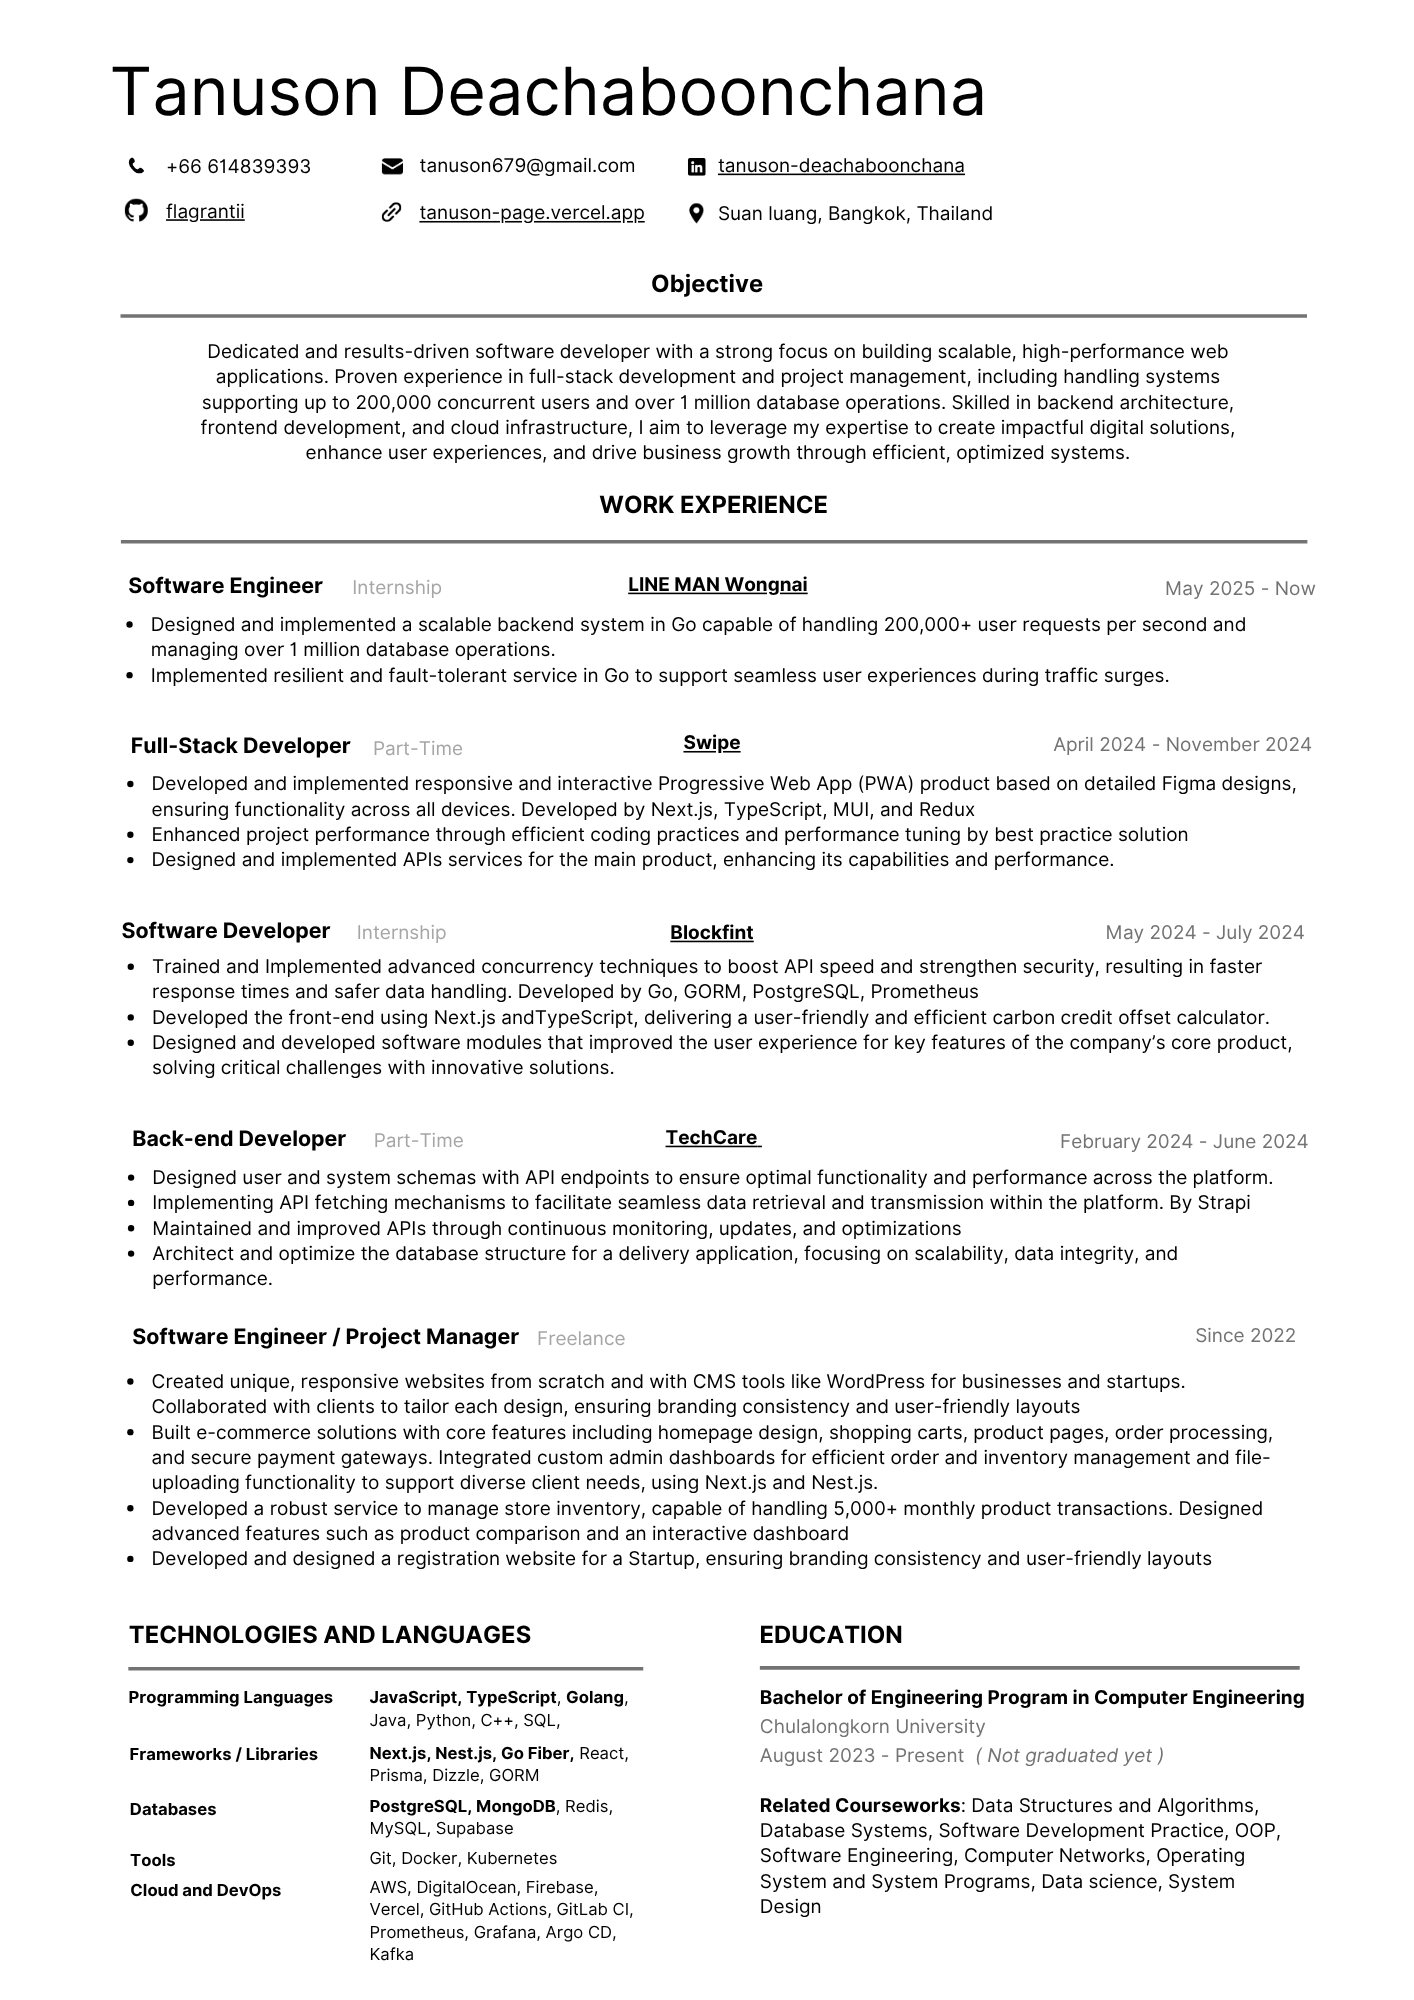 Tanuson Deachaboonchana
+66 614839393 tanuson679@gmail.com tanuson-deachaboonchana
flagrantii tanuson-page.vercel.app Suan luang, Bangkok, Thailand
Objective
Dedicated and results-driven software developer with a strong focus on building scalable, high-performance web
applications. Proven experience in full-stack development and project management, including handling systems
supporting up to 200,000 concurrent users and over 1 million database operations. Skilled in backend architecture,
frontend development, and cloud infrastructure, I aim to leverage my expertise to create impactful digital solutions,
enhance user experiences, and drive business growth through efficient, optimized systems.
WORK EXPERIENCE
Software Engineer Internship LINE MAN Wongnai May 2025 - Now
• Designed and implemented a scalable backend system in Go capable of handling 200,000+ user requests per second and
managing over 1 million database operations.
• Implemented resilient and fault-tolerant service in Go to support seamless user experiences during traffic surges.
Full-Stack Developer Part-Time Swipe April 2024 - November 2024
• Developed and implemented responsive and interactive Progressive Web App (PWA) product based on detailed Figma designs,
ensuring functionality across all devices. Developed by Next.js, TypeScript, MUI, and Redux
• Enhanced project performance through efficient coding practices and performance tuning by best practice solution
• Designed and implemented APIs services for the main product, enhancing its capabilities and performance.
Software Developer Internship Blockfint May 2024 - July 2024
• Trained and Implemented advanced concurrency techniques to boost API speed and strengthen security, resulting in faster
response times and safer data handling. Developed by Go, GORM, PostgreSQL, Prometheus
• Developed the front-end using Next.js andTypeScript, delivering a user-friendly and efficient carbon credit offset calculator.
• Designed and developed software modules that improved the user experience for key features of the company’s core product,
solving critical challenges with innovative solutions.
Back-end Developer Part-Time TechCare February 2024 - June 2024
• Designed user and system schemas with API endpoints to ensure optimal functionality and performance across the platform.
• Implementing API fetching mechanisms to facilitate seamless data retrieval and transmission within the platform. By Strapi
• Maintained and improved APIs through continuous monitoring, updates, and optimizations
• Architect and optimize the database structure for a delivery application, focusing on scalability, data integrity, and
performance.
Software Engineer / Project Manager Freelance Since 2022
• Created unique, responsive websites from scratch and with CMS tools like WordPress for businesses and startups.
Collaborated with clients to tailor each design, ensuring branding consistency and user-friendly layouts
• Built e-commerce solutions with core features including homepage design, shopping carts, product pages, order processing,
and secure payment gateways. Integrated custom admin dashboards for efficient order and inventory management and file-
uploading functionality to support diverse client needs, using Next.js and Nest.js.
• Developed a robust service to manage store inventory, capable of handling 5,000+ monthly product transactions. Designed
advanced features such as product comparison and an interactive dashboard
• Developed and designed a registration website for a Startup, ensuring branding consistency and user-friendly layouts
TECHNOLOGIES AND LANGUAGES
Programming Languages JavaScript, TypeScript, Golang,
Java, Python, C++, SQL,
Frameworks / Libraries Next.js, Nest.js, Go Fiber, React,
Prisma, Dizzle, GORM
Databases PostgreSQL, MongoDB, Redis,
MySQL, Supabase
Tools Git, Docker, Kubernetes
Cloud and DevOps AWS, DigitalOcean, Firebase,
Vercel, GitHub Actions, GitLab CI,
Prometheus, Grafana, Argo CD,
Kafka
EDUCATION
Bachelor of Engineering Program in Computer Engineering
Chulalongkorn University
August 2023 - Present ( Not graduated yet )
Related Courseworks: Data Structures and Algorithms,
Database Systems, Software Development Practice, OOP,
Software Engineering, Computer Networks, Operating
System and System Programs, Data science, System
Design